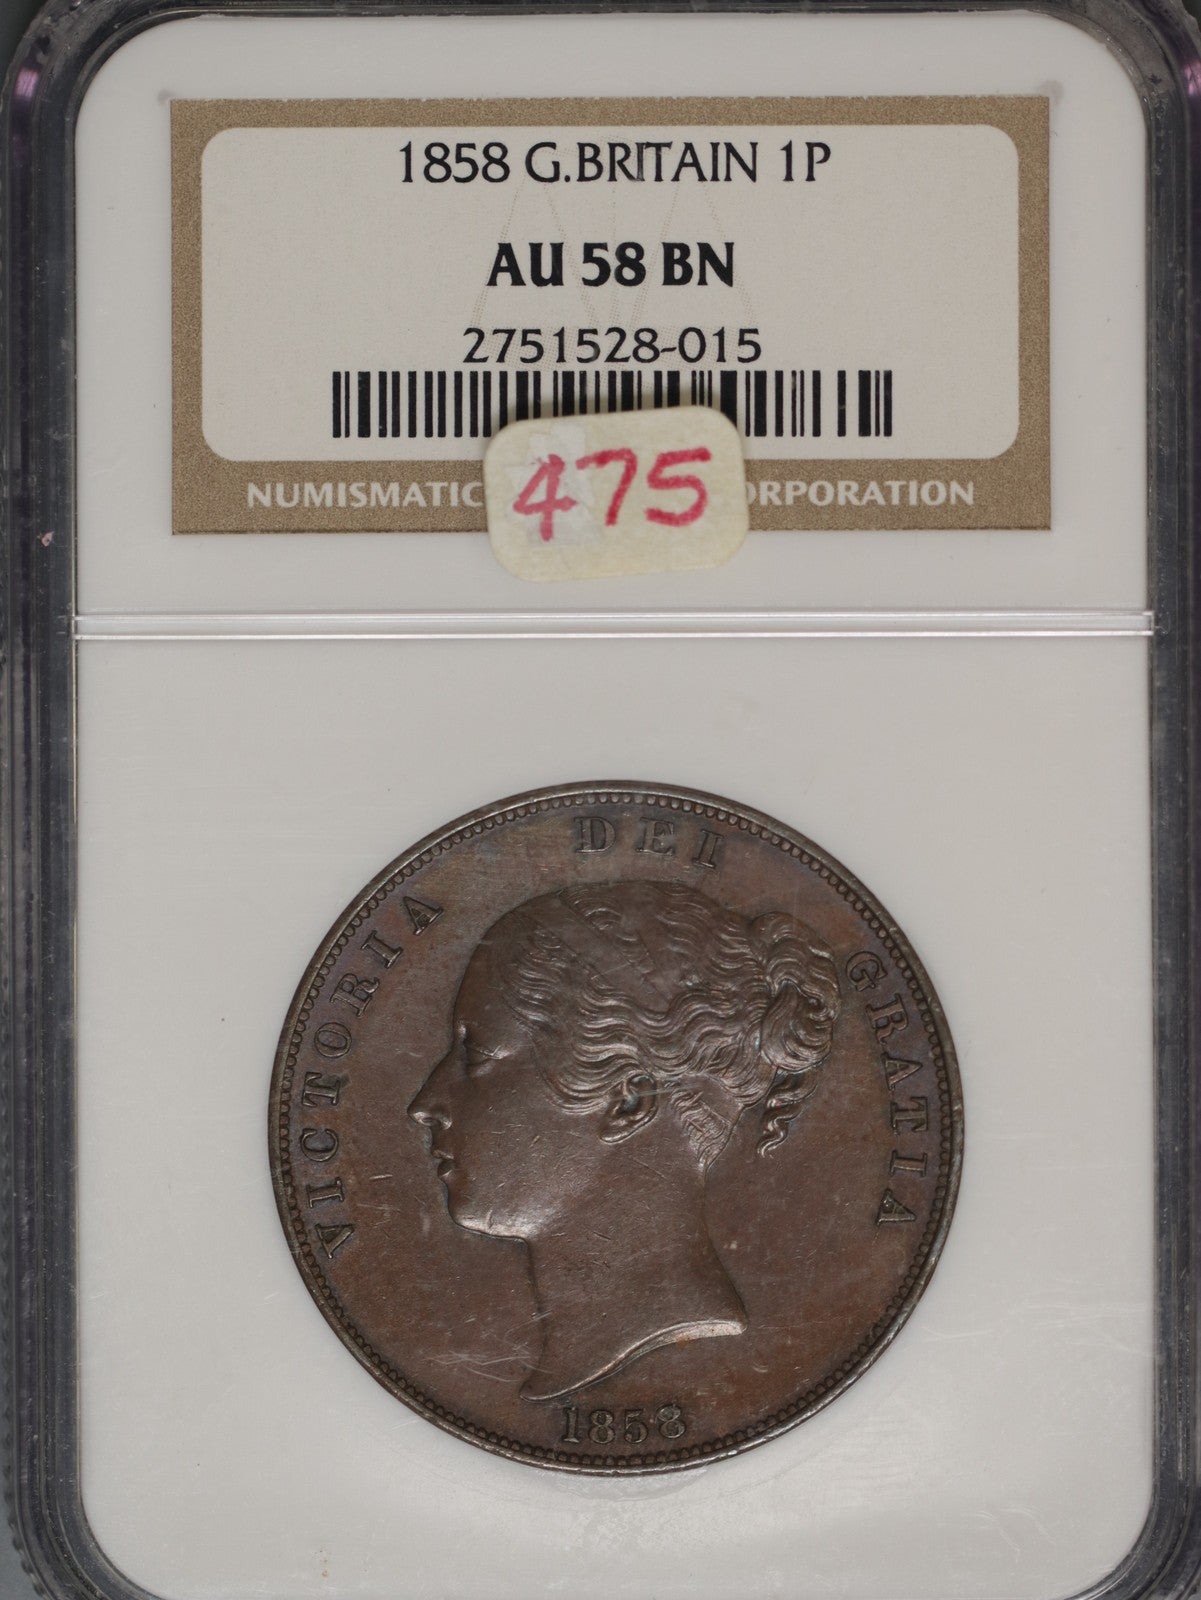 1858 G.BRITAIN 1P
AU 58 BN
2751528-015
475
NUMISMATIC ORPORATION
VICTORIA DEI GRATIA
1858